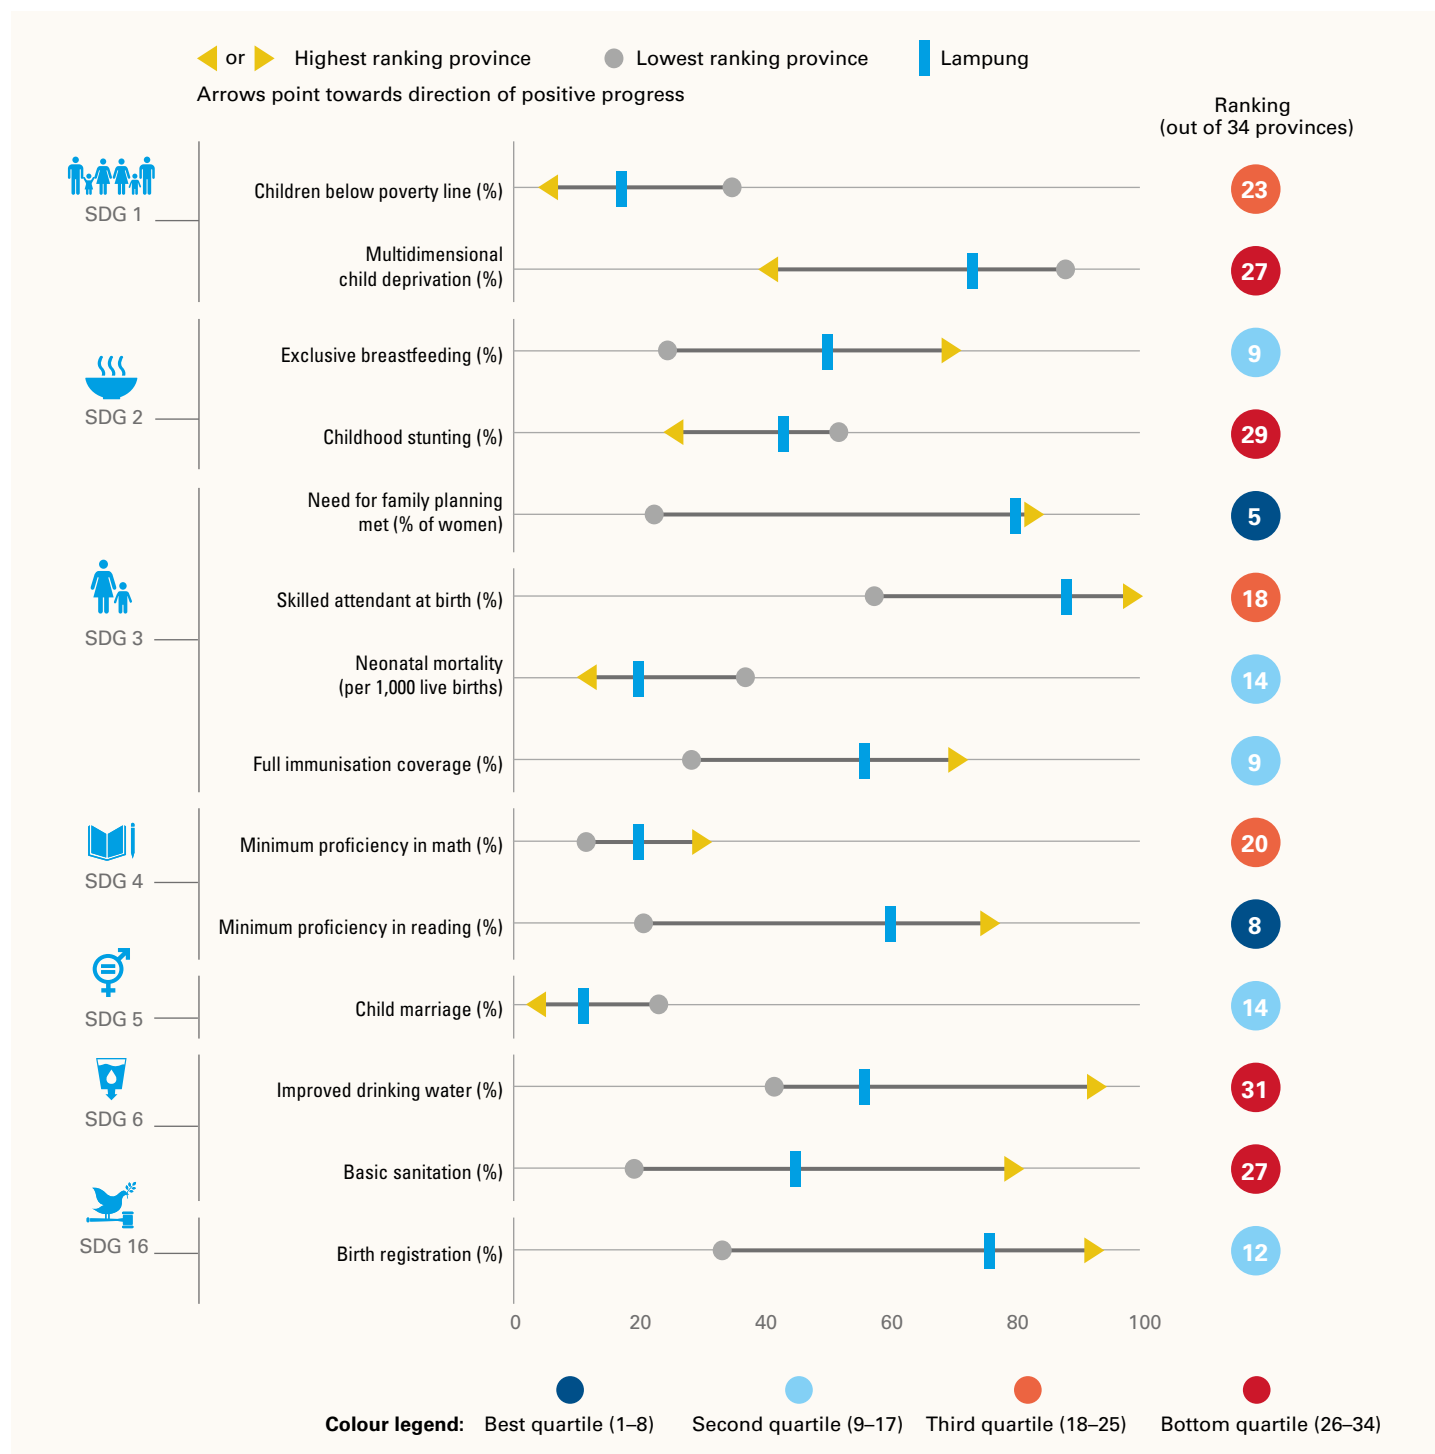 or
Highest ranking province
Lowest ranking province
Lampung
Arrows point towards direction of positive progress
Ranking
(out of 34 provinces)
SDG 1
Children below poverty line (%)
23
Multidimensional
child deprivation (%)
27
SDG 2
Exclusive breastfeeding (%)
9
Childhood stunting (%)
29
SDG 3
Need for family planning
met (% of women)
5
Skilled attendant at birth (%)
18
Neonatal mortality
(per 1,000 live births)
14
Full immunisation coverage (%)
9
SDG 4
Minimum proficiency in math (%)
20
Minimum proficiency in reading (%)
8
SDG 5
Child marriage (%)
14
SDG 6
Improved drinking water (%)
31
Basic sanitation (%)
27
SDG 16
Birth registration (%)
12
0 20 40 60 80 100
Colour legend: Best quartile (1–8) Second quartile (9–17) Third quartile (18–25) Bottom quartile (26–34)